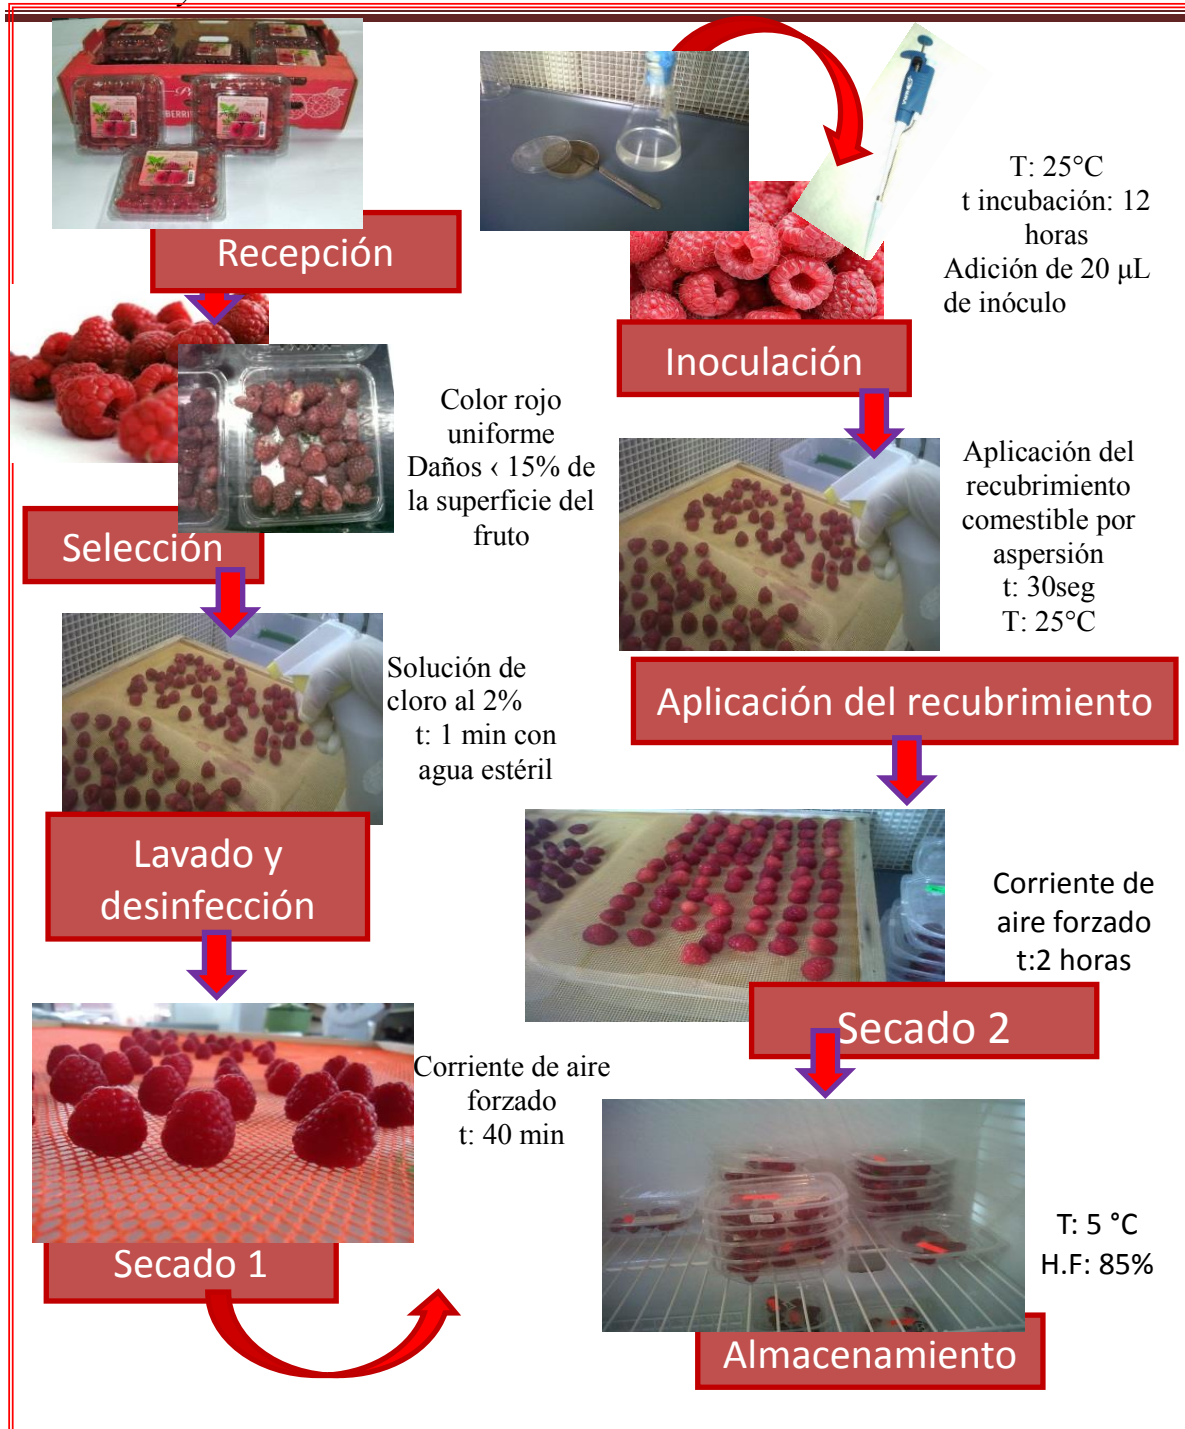 Recepción
Color rojo
uniforme
Daños ‹ 15% de
la superficie del
fruto
Selección
Solución de
cloro al 2%
t: 1 min con
agua estéril
Lavado y
desinfección
Corriente de aire
forzado
t: 40 min
Secado 1
T: 25°C
t incubación: 12
horas
Adición de 20 µL
de inóculo
Inoculación
Aplicación del
recubrimiento
comestible por
aspersión
t: 30seg
T: 25°C
Aplicación del recubrimiento
Corriente de
aire forzado
t:2 horas
Secado 2
T: 5 °C
H.F: 85%
Almacenamiento